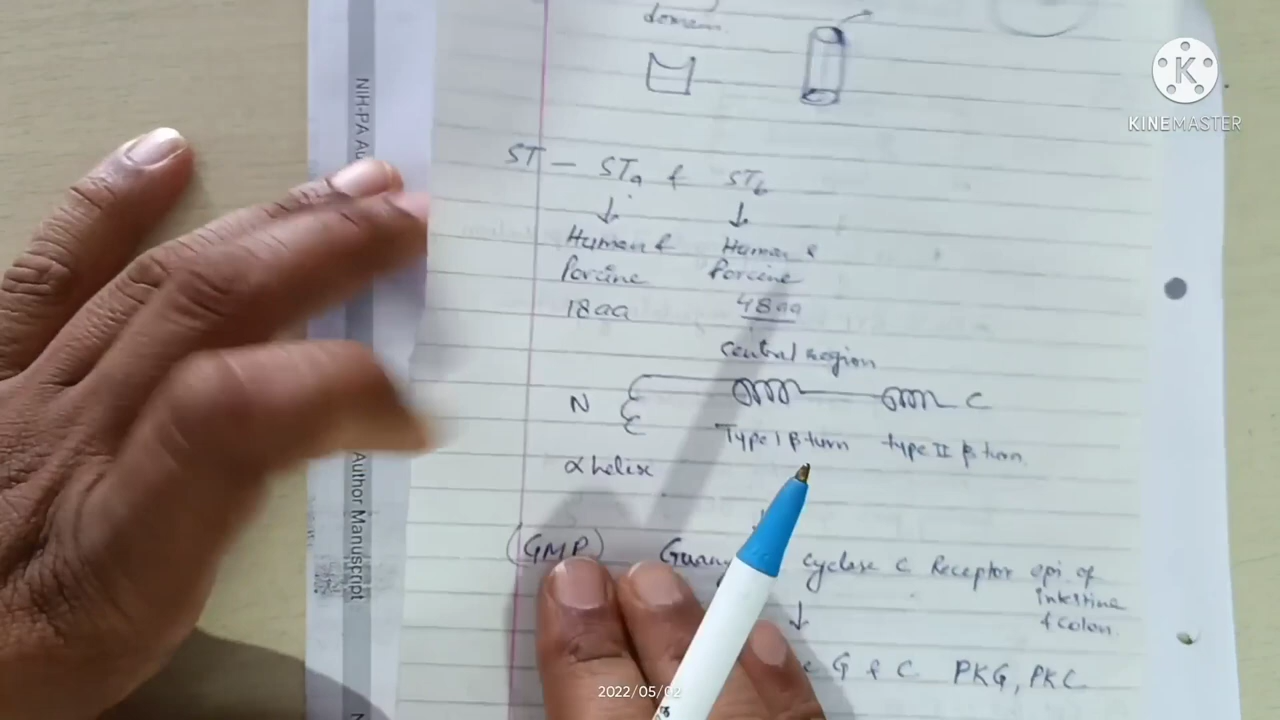 domain
KINEMASTER
NIH-PA Au
ST - STa & STb
↓ ↓
Human & Human &
Porcine Porcine
18aa 48aa
central region
N C
Type I β turn type II β turn
α helix
Author Manuscript
(GMP) Guany cyclase C Receptor epi. of
Intestine
& Colon.
↓
G & C PKG, PKC
2022/05/02